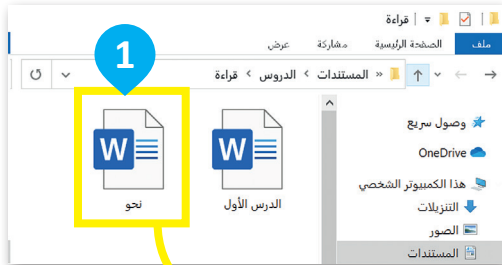 قراءة
ملف الصفحة الرئيسية مشاركة عرض
« المستندات › الدروس › قراءة
1
وصول سريع
OneDrive
هذا الكمبيوتر الشخصي
التنزيلات
الصور
المستندات
W W
الدرس الأول نحو